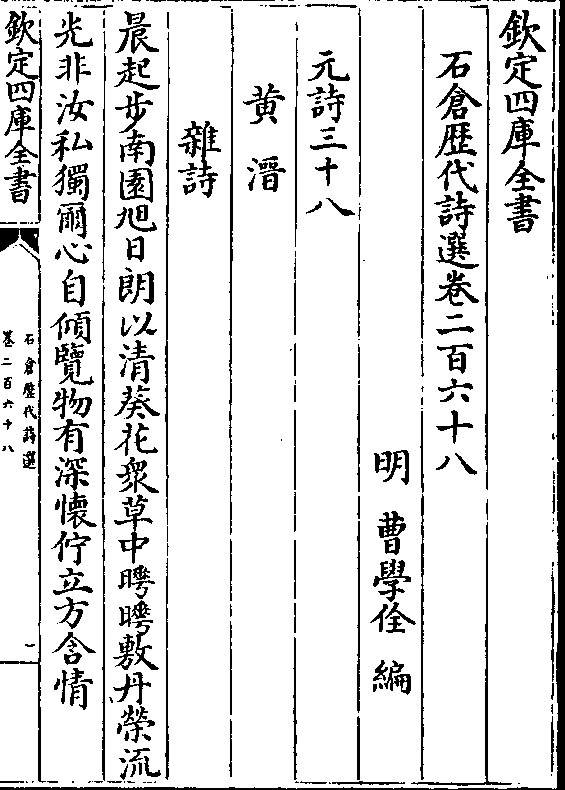 欽定四庫全書
石倉歷代詩選卷二百六十八
明 曹學佺 編
元詩三十八
黄溍
雜詩
晨起步南園旭日朗以清葵花衆草中曄曄敷丹榮流
光非汝私獨爾心自傾覽物有深懷佇立方含情
欽定四庫全書
石倉歷代詩選
卷二百六十八
一